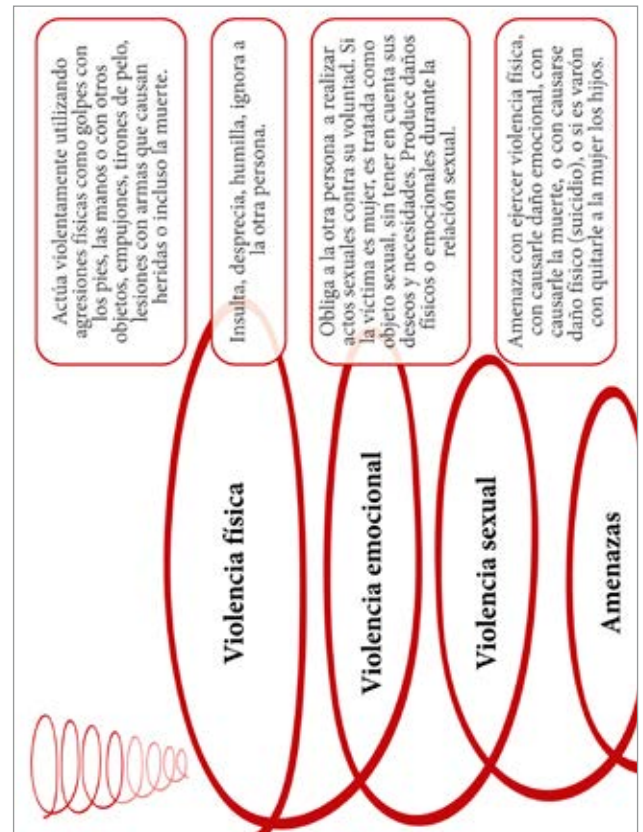 Violencia física
Actúa violentamente utilizando
agresiones físicas como golpes con
los pies, las manos o con otros
objetos, empujones, tirones de pelo,
lesiones con armas que causan
heridas o incluso la muerte.
Violencia emocional
Insulta, desprecia, humilla, ignora a
la otra persona.
Violencia sexual
Obliga a la otra persona a realizar
actos sexuales contra su voluntad. Si
la víctima es mujer, es tratada como
objeto sexual, sin tener en cuenta sus
deseos y necesidades. Produce daños
físicos o emocionales durante la
relación sexual.
Amenazas
Amenaza con ejercer violencia física,
con causarle daño emocional, con
causarle la muerte, o con causarse
daño físico (suicidio), o si es varón
con quitarle a la mujer los hijos.